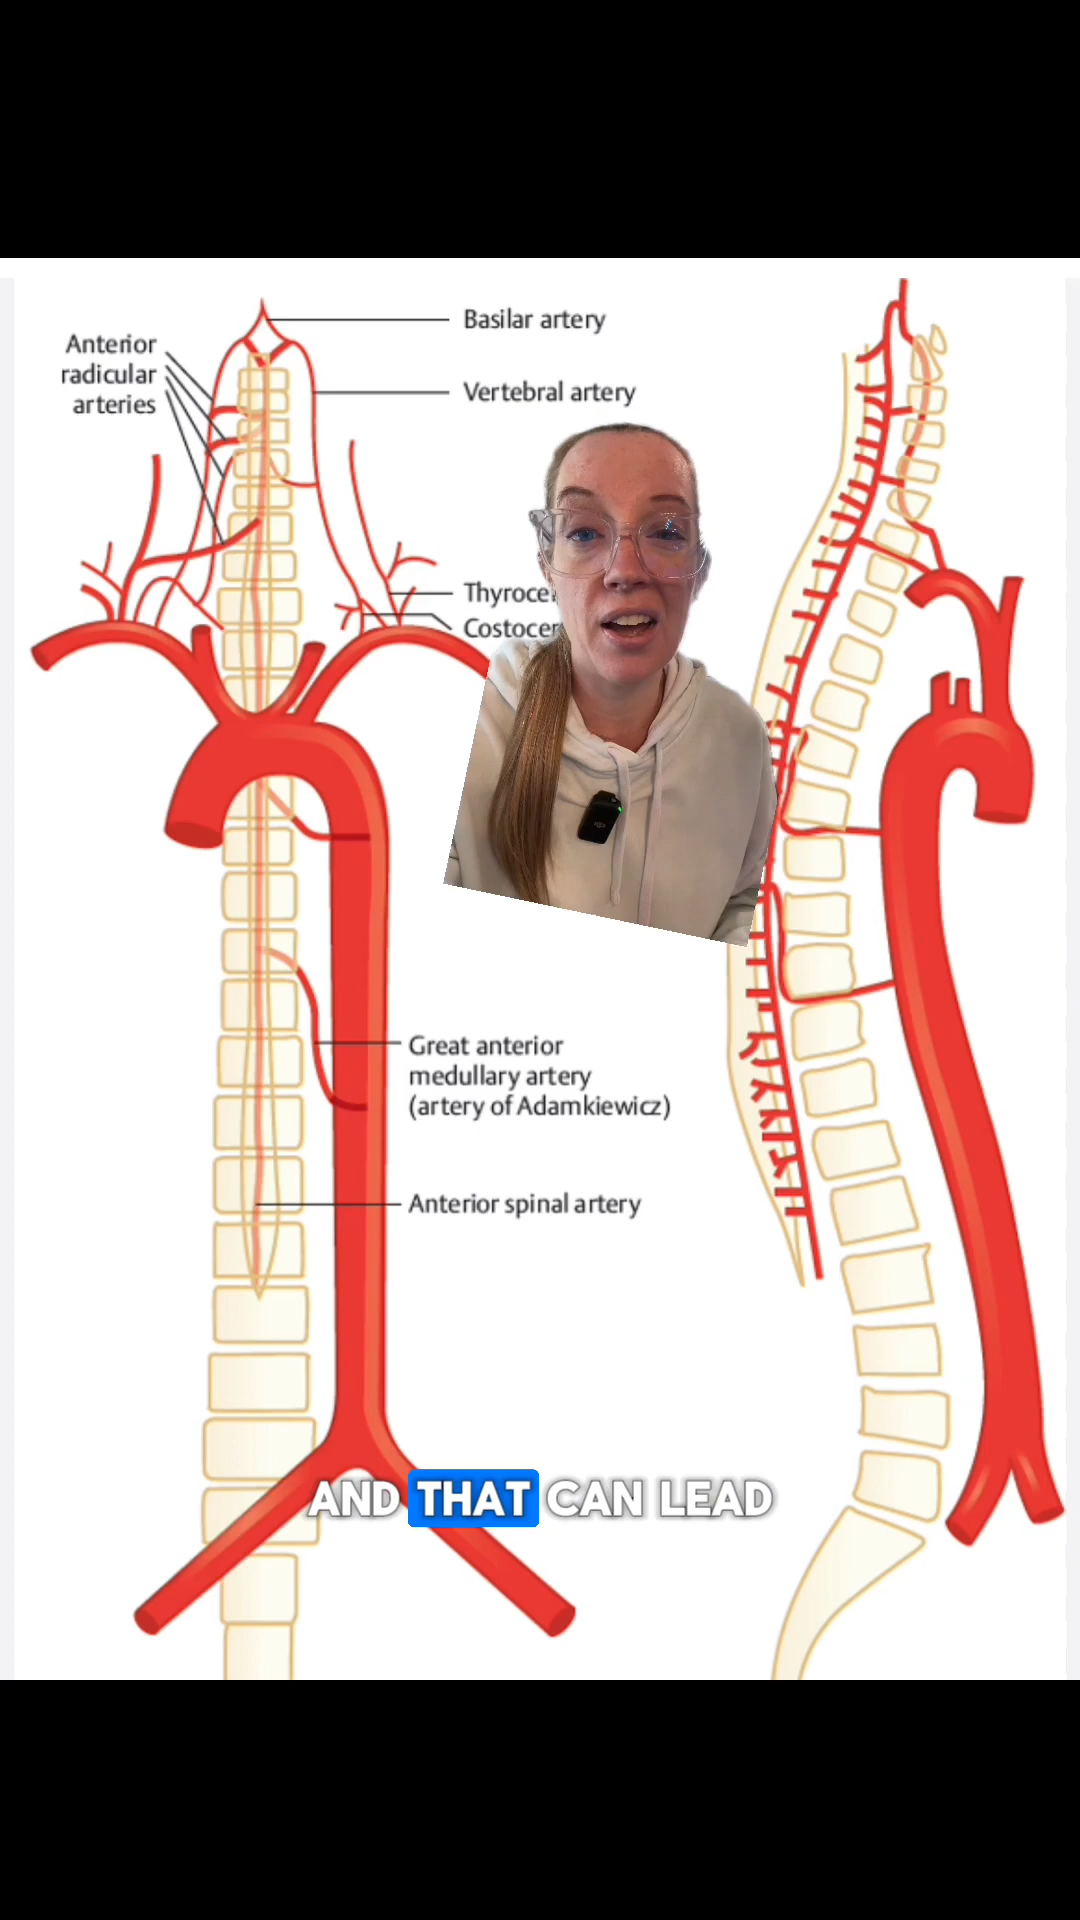 Basilar artery
Anterior
radicular
arteries
Vertebral artery
Thyroce
Costocer
Great anterior
medullary artery
(artery of Adamkiewicz)
Anterior spinal artery
AND THAT CAN LEAD